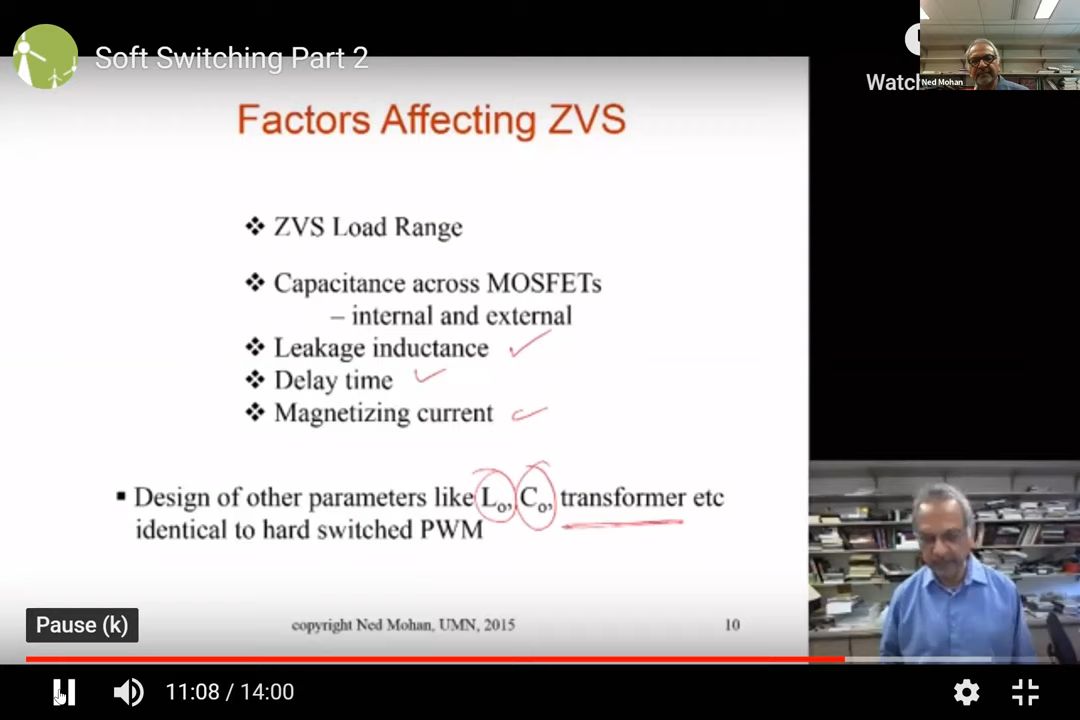 Soft Switching Part 2
Watch
Ned Mohan
Factors Affecting ZVS
❖ ZVS Load Range
❖ Capacitance across MOSFETs
– internal and external
❖ Leakage inductance
❖ Delay time
❖ Magnetizing current
▪ Design of other parameters like Lo, Co, transformer etc
identical to hard switched PWM
Pause (k)
copyright Ned Mohan, UMN, 2015
10
11:08 / 14:00